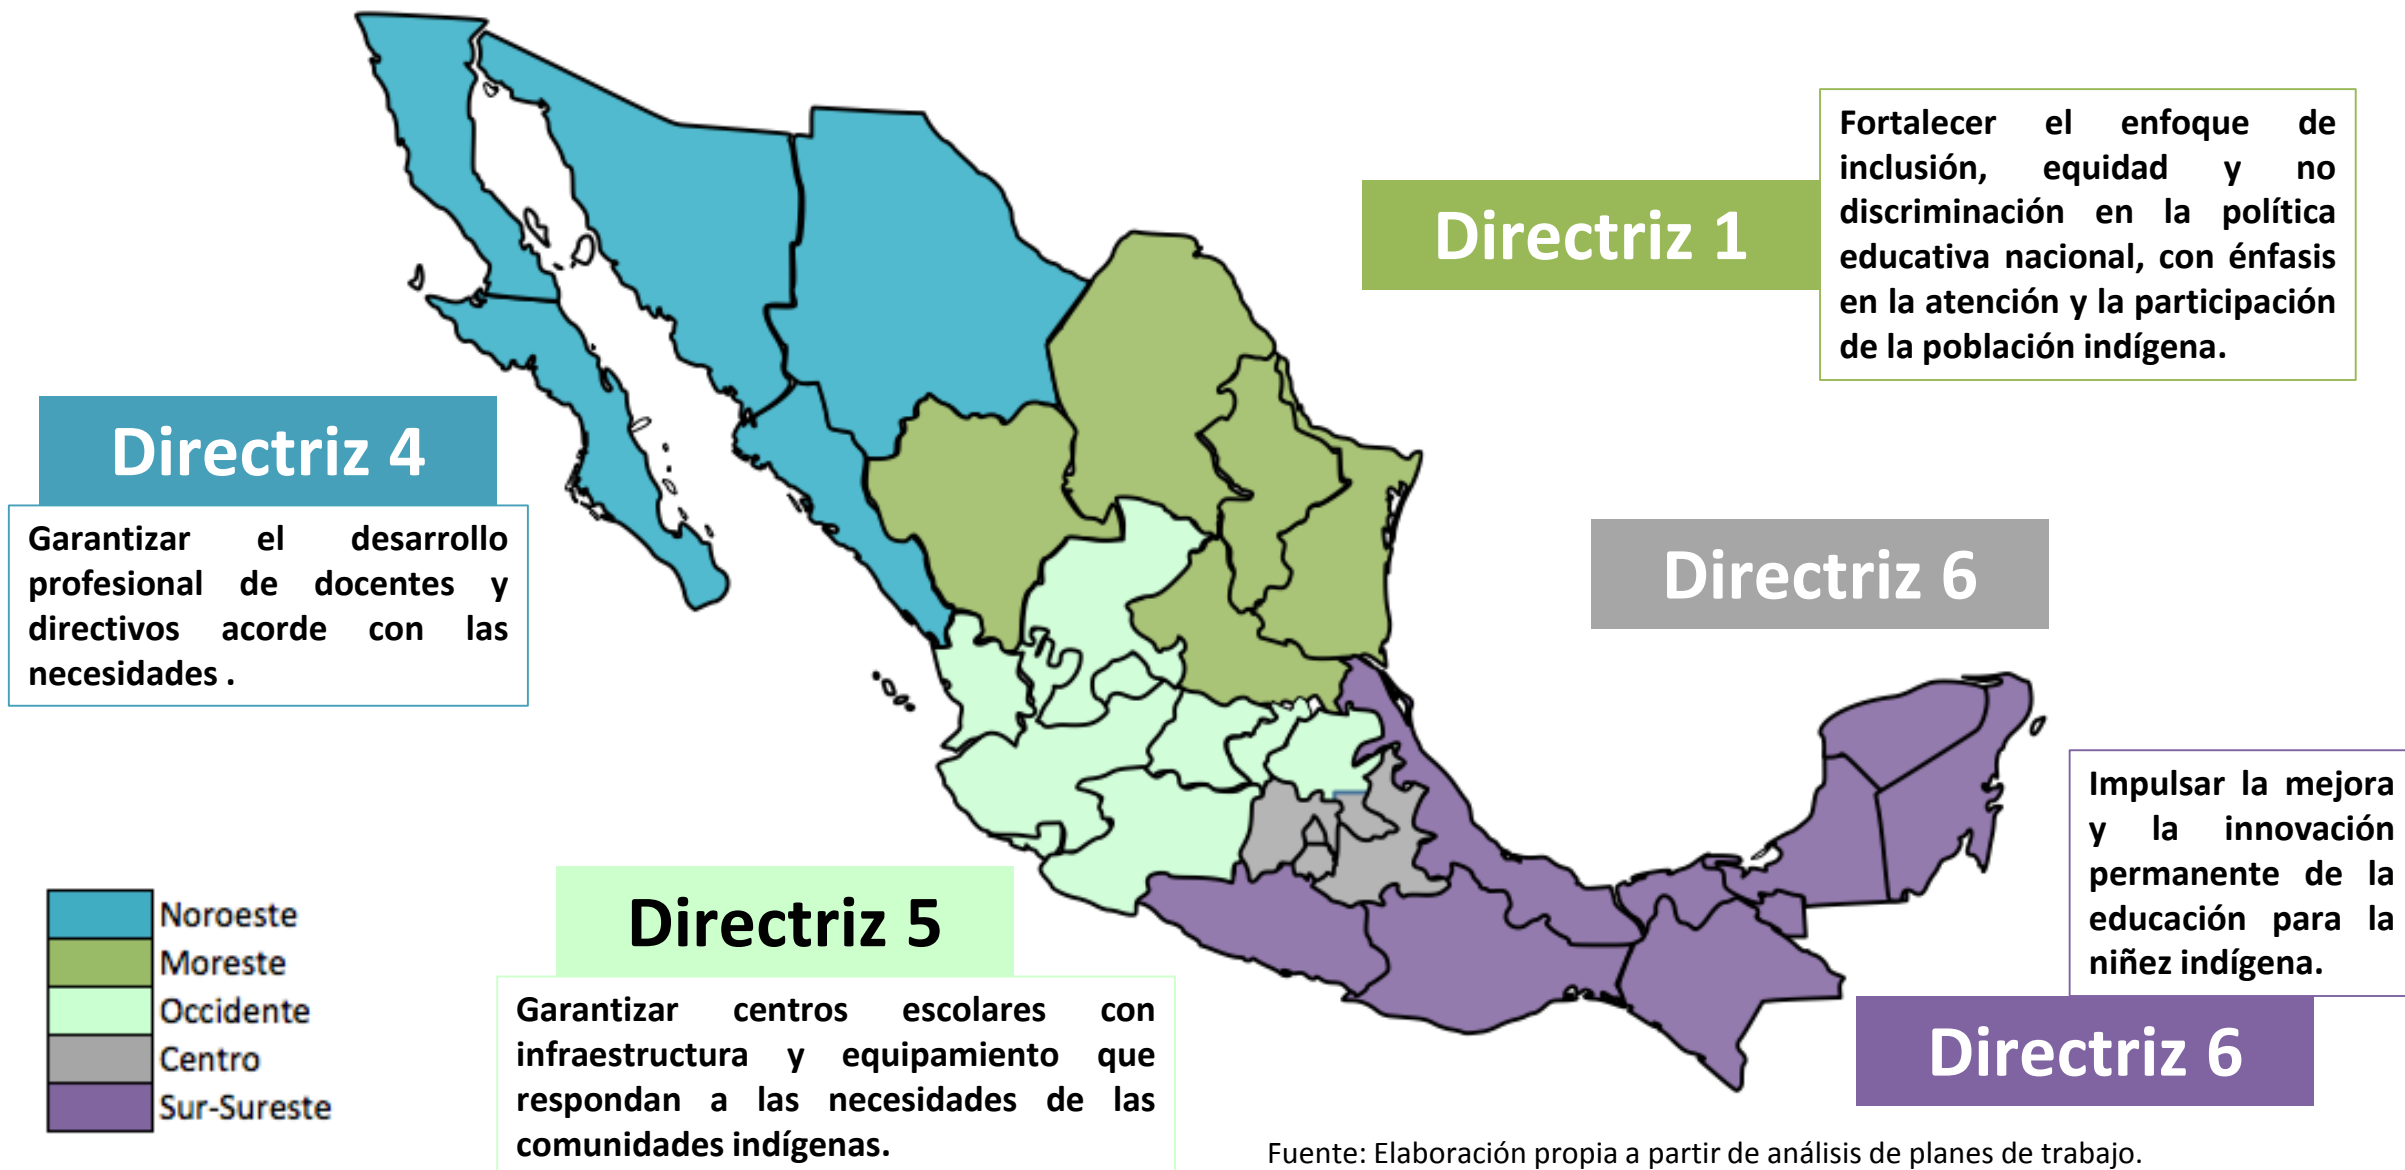 Directriz 1
Fortalecer el enfoque de
inclusión, equidad y no
discriminación en la política
educativa nacional, con énfasis
en la atención y la participación
de la población indígena.
Directriz 4
Garantizar el desarrollo
profesional de docentes y
directivos acorde con las
necesidades .
Directriz 6
Impulsar la mejora
y la innovación
permanente de la
educación para la
niñez indígena.
Directriz 6
Directriz 5
Garantizar centros escolares con
infraestructura y equipamiento que
respondan a las necesidades de las
comunidades indígenas.
Noroeste
Moreste
Occidente
Centro
Sur-Sureste
Fuente: Elaboración propia a partir de análisis de planes de trabajo.